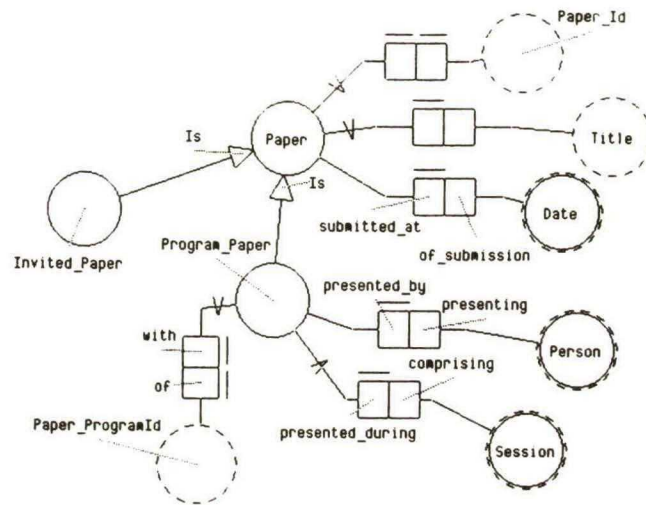 Paper_Id
Is
Paper
Title
Is
submitted_at
Date
Invited_Paper
Program_Paper
of_submission
presented_by
presenting
with
Person
of
comprising
Paper_ProgramId
presented_during
Session